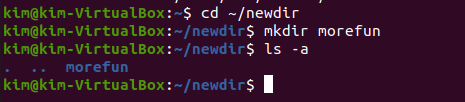 kim@kim-VirtualBox:~$ cd ~/newdir
kim@kim-VirtualBox:~/newdir$ mkdir morefun
kim@kim-VirtualBox:~/newdir$ ls -a
.  ..  morefun
kim@kim-VirtualBox:~/newdir$